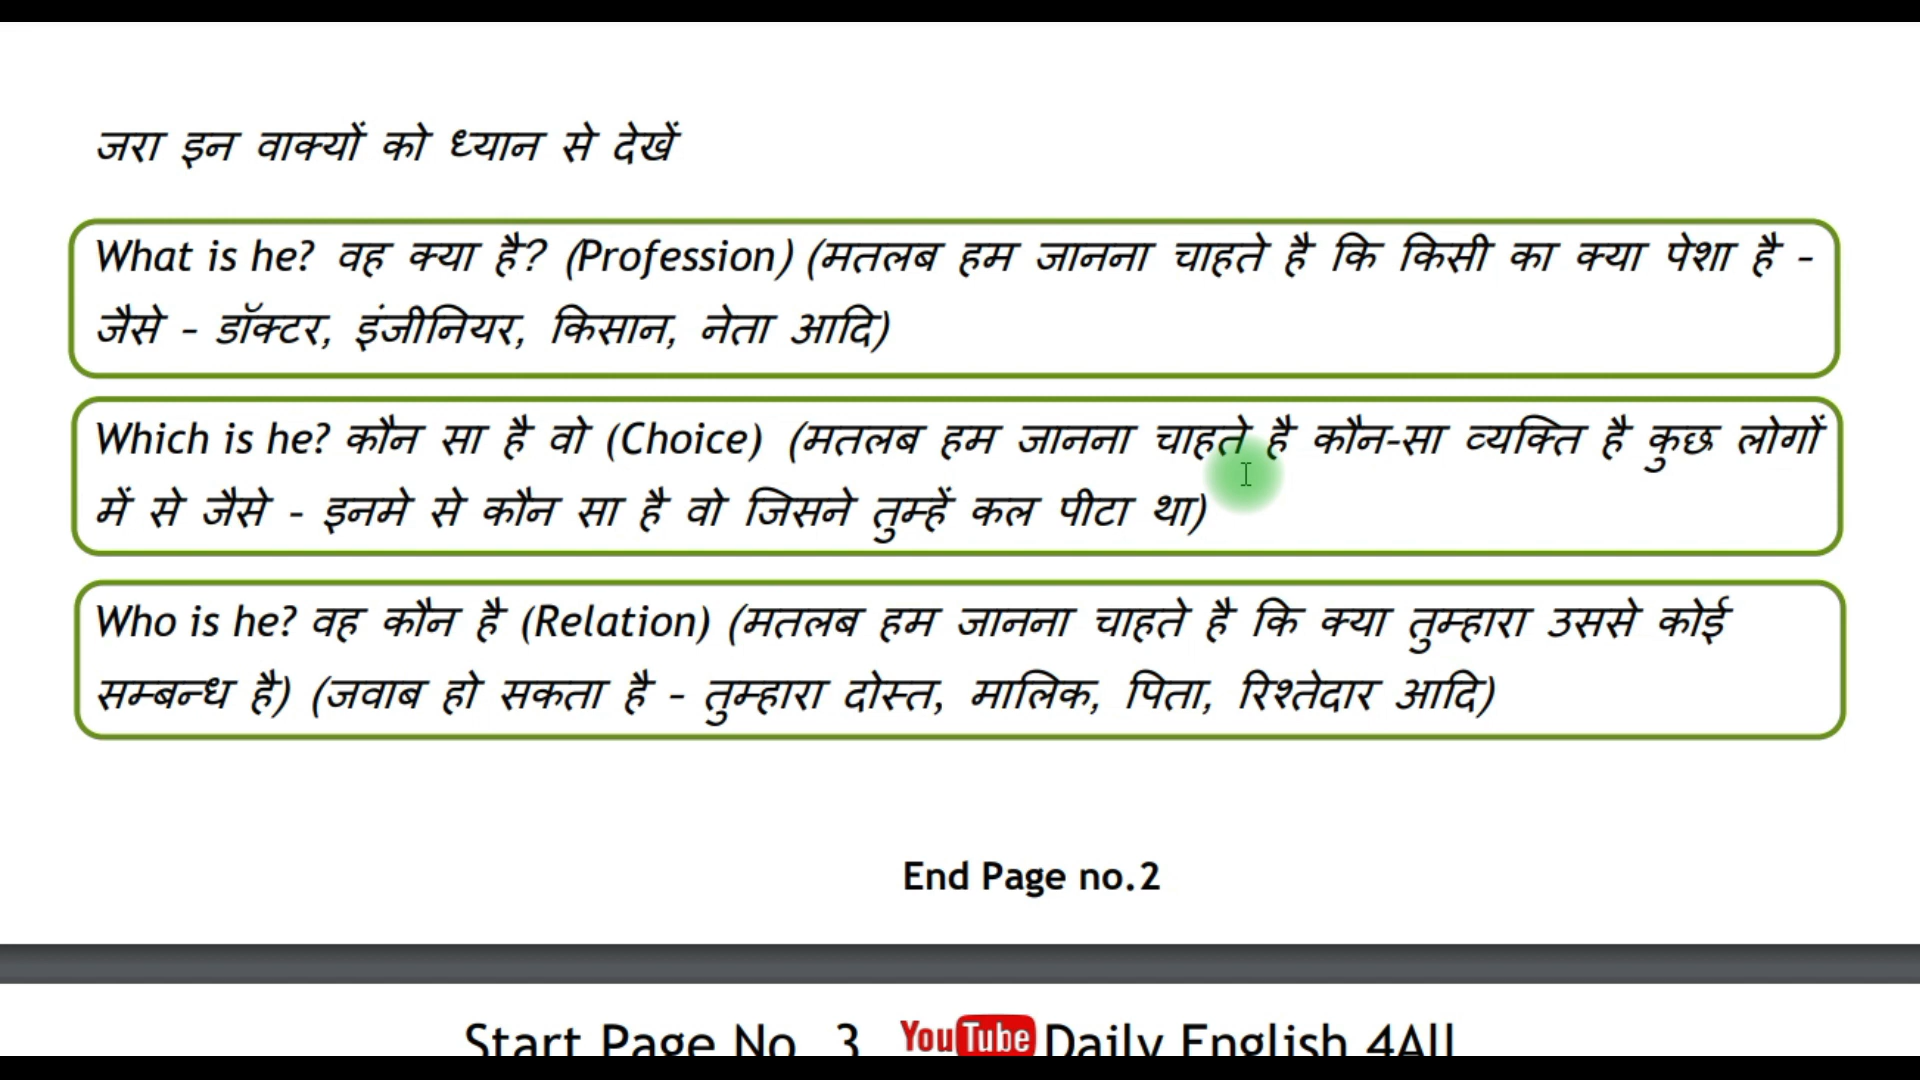 जरा इन वाक्यों को ध्यान से देखें
What is he? वह क्या है? (Profession) (मतलब हम जानना चाहते है कि किसी का क्या पेशा है -
जैसे - डॉक्टर, इंजीनियर, किसान, नेता आदि)
Which is he? कौन सा है वो (Choice) (मतलब हम जानना चाहते है कौन-सा व्यक्ति है कुछ लोगों
में से जैसे - इनमे से कौन सा है वो जिसने तुम्हें कल पीटा था)
Who is he? वह कौन है (Relation) (मतलब हम जानना चाहते है कि क्या तुम्हारा उससे कोई
सम्बन्ध है) (जवाब हो सकता है - तुम्हारा दोस्त, मालिक, पिता, रिश्तेदार आदि)
End Page no.2
Start Page No. 3 YouTube Daily English 4All